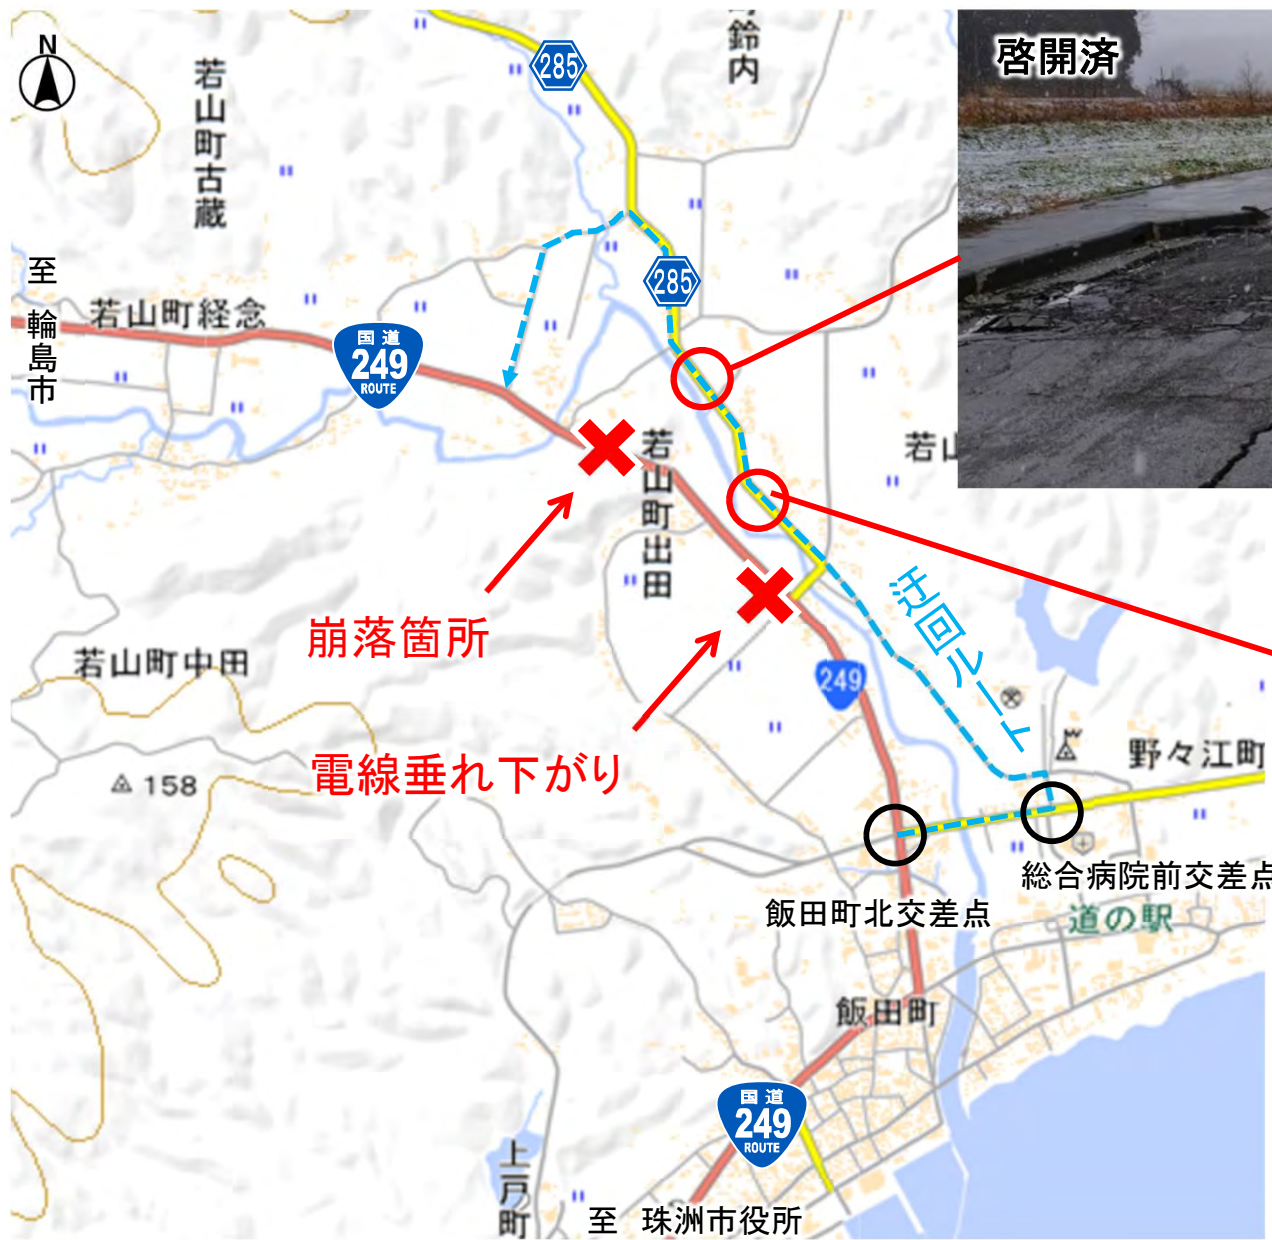 N
285
鈴内
啓開済
若山町古蔵
至 輪島市
若山町経念
国道
249
ROUTE
285
若山町出田
若山
崩落箇所
迂回ルート
若山町中田
249
電線垂れ下がり
158
野々江町
総合病院前交差点
飯田町北交差点
道の駅
飯田町
国道
249
ROUTE
上戸町
至 珠洲市役所